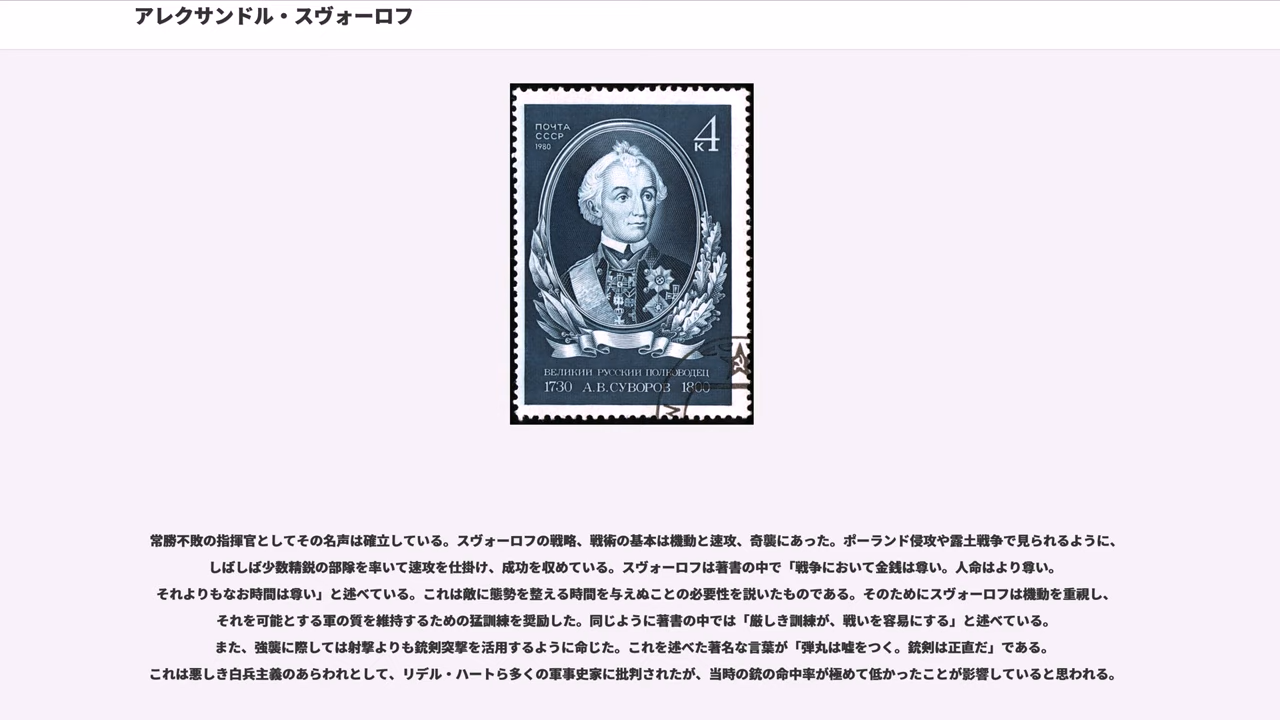 アレクサンドル・スヴォーロフ
ПОЧТА
СССР
1980
4
к
ВЕЛИКИЙ РУССКИЙ ПОЛКОВОДЕЦ
1730 А.В.СУВОРОВ 1800
常勝不敗の指揮官としてその名声は確立している。スヴォーロフの戦略、戦術の基本は機動と速攻、奇襲にあった。ポーランド侵攻や露土戦争で見られるように、
しばしば少数精鋭の部隊を率いて速攻を仕掛け、成功を収めている。スヴォーロフは著書の中で「戦争において金銭は尊い。人命はより尊い。
それよりもなお時間は尊い」と述べている。これは敵に態勢を整える時間を与えぬことの必要性を説いたものである。そのためにスヴォーロフは機動を重視し、
それを可能とする軍の質を維持するための猛訓練を奨励した。同じように著書の中では「厳しき訓練が、戦いを容易にする」と述べている。
また、強襲に際しては射撃よりも銃剣突撃を活用するように命じた。これを述べた著名な言葉が「弾丸は嘘をつく。銃剣は正直だ」である。
これは悪しき白兵主義のあらわれとして、リデル・ハートら多くの軍事史家に批判されたが、当時の銃の命中率が極めて低かったことが影響していると思われる。